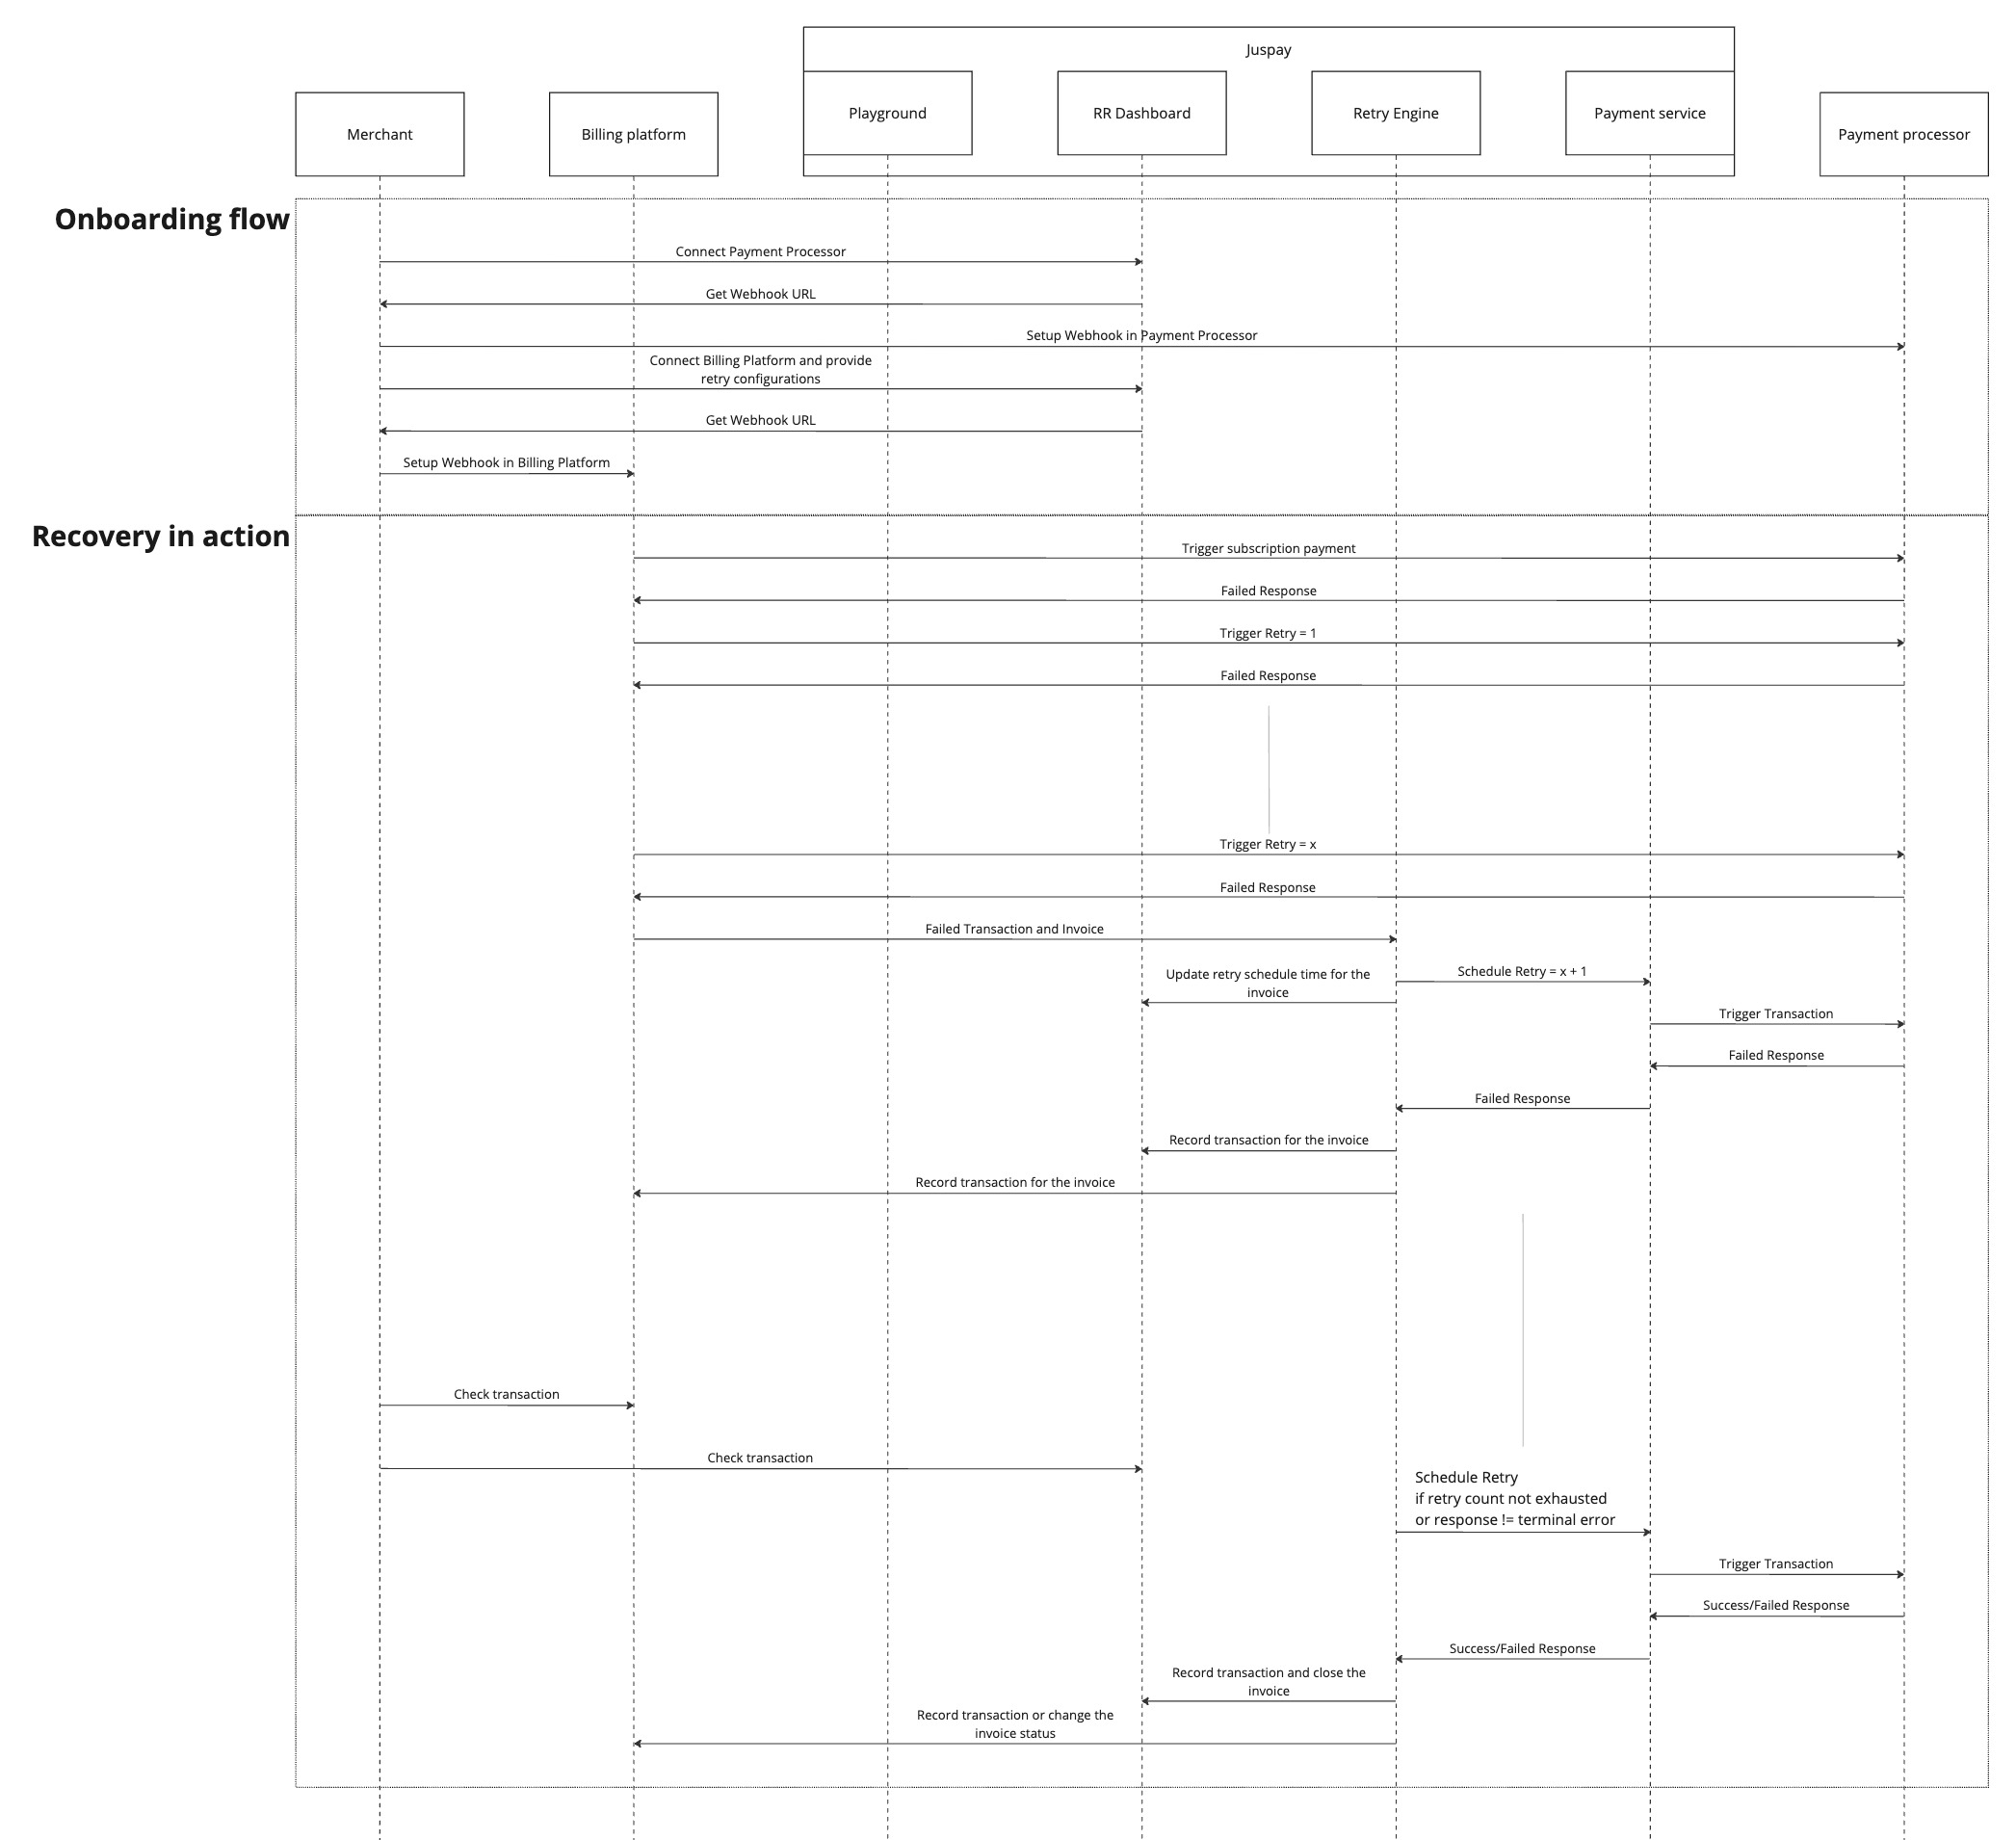 Juspay
Merchant
Billing platform
Playground
RR Dashboard
Retry Engine
Payment service
Payment processor
Onboarding flow
Connect Payment Processor
Get Webhook URL
Setup Webhook in Payment Processor
Connect Billing Platform and provide
retry configurations
Get Webhook URL
Setup Webhook in Billing Platform
Recovery in action
Trigger subscription payment
Failed Response
Trigger Retry = 1
Failed Response
Trigger Retry = x
Failed Response
Failed Transaction and Invoice
Schedule Retry = x + 1
Update retry schedule time for the
invoice
Trigger Transaction
Failed Response
Failed Response
Record transaction for the invoice
Record transaction for the invoice
Check transaction
Check transaction
Schedule Retry
if retry count not exhausted
or response != terminal error
Trigger Transaction
Success/Failed Response
Success/Failed Response
Record transaction and close the
invoice
Record transaction or change the
invoice status